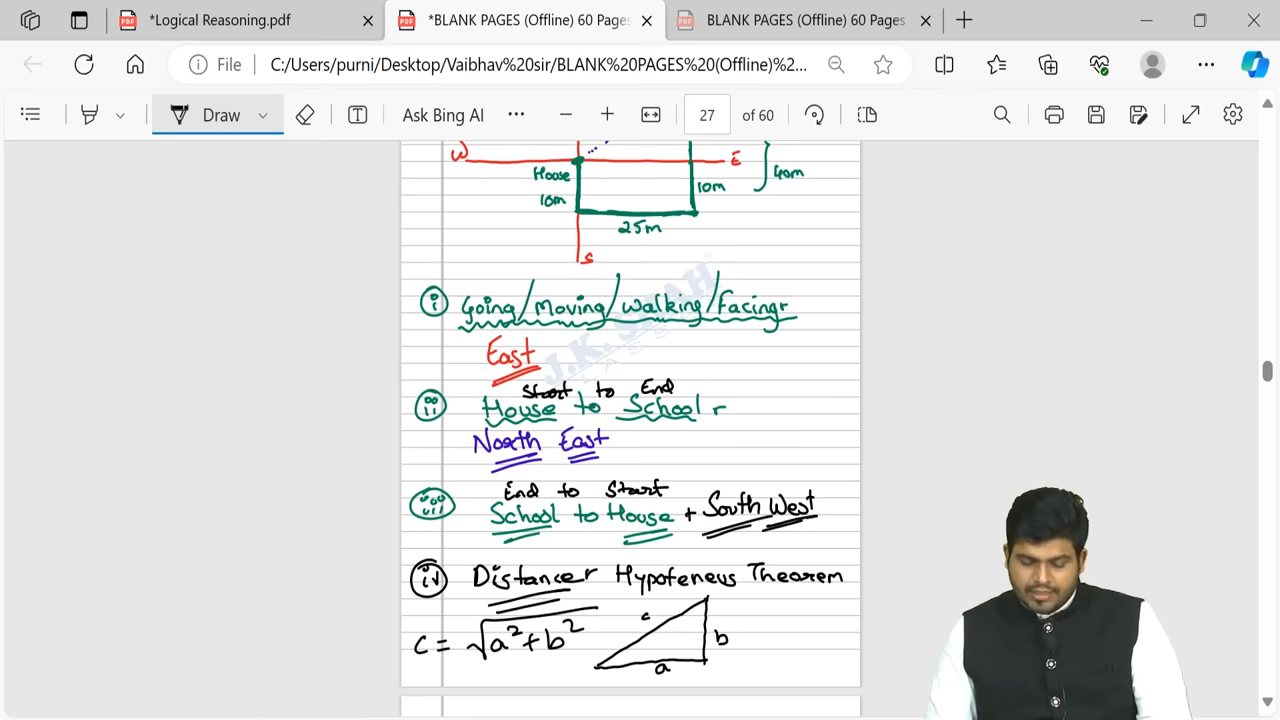 *Logical Reasoning.pdf
*BLANK PAGES (Offline) 60 Pages
BLANK PAGES (Offline) 60 Pages
File
C:/Users/purni/Desktop/Vaibhav%20sir/BLANK%20PAGES%20(Offline)%2...
Draw
Ask Bing AI
27 of 60
W E
House 10m 40m
10m
25m
S
J.K. SHAH
i Going/Moving/Walking/Facing
East
Start to End
ii House to School
North East
End to Start
iii School to House South West
iv Distance Hypoteneus Theorem
c = √a²+b² c b
a